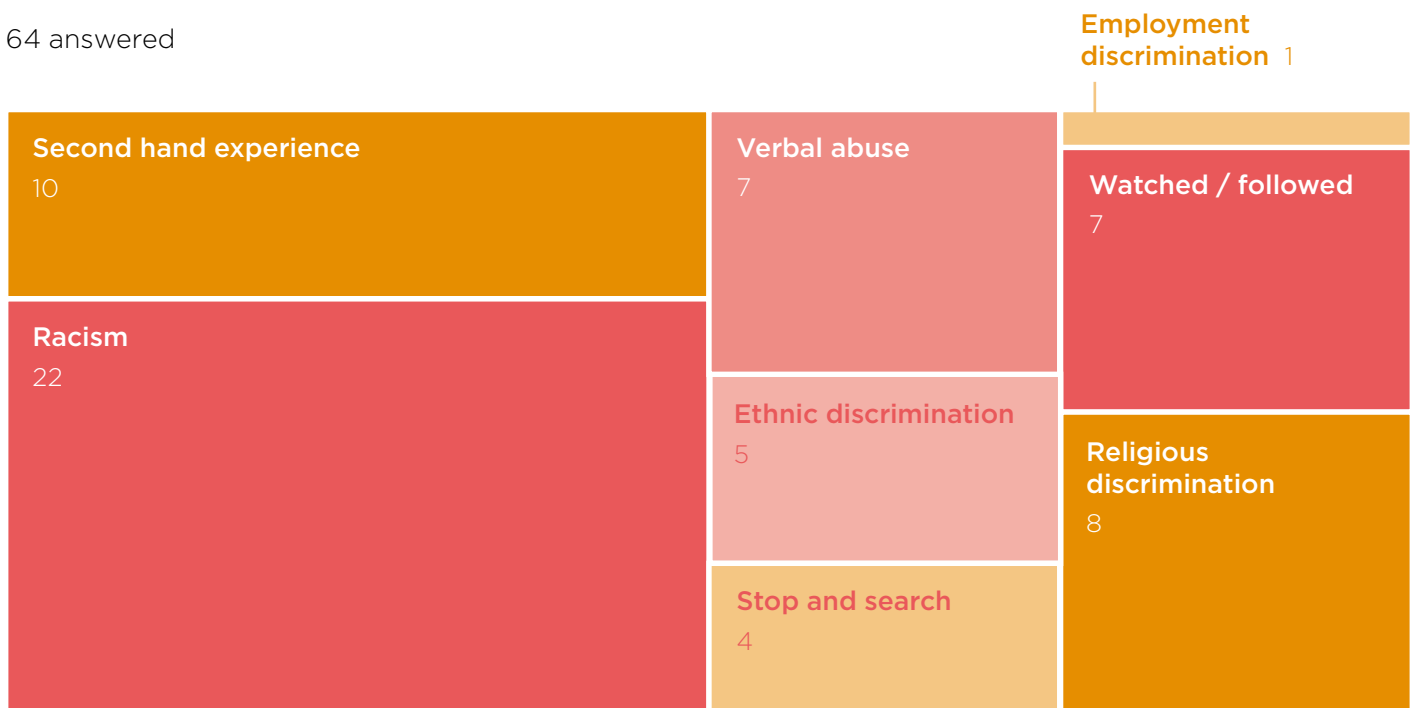 64 answered
Employment
discrimination 1
Second hand experience
10
Verbal abuse
7
Watched / followed
7
Racism
22
Ethnic discrimination
5
Religious
discrimination
8
Stop and search
4